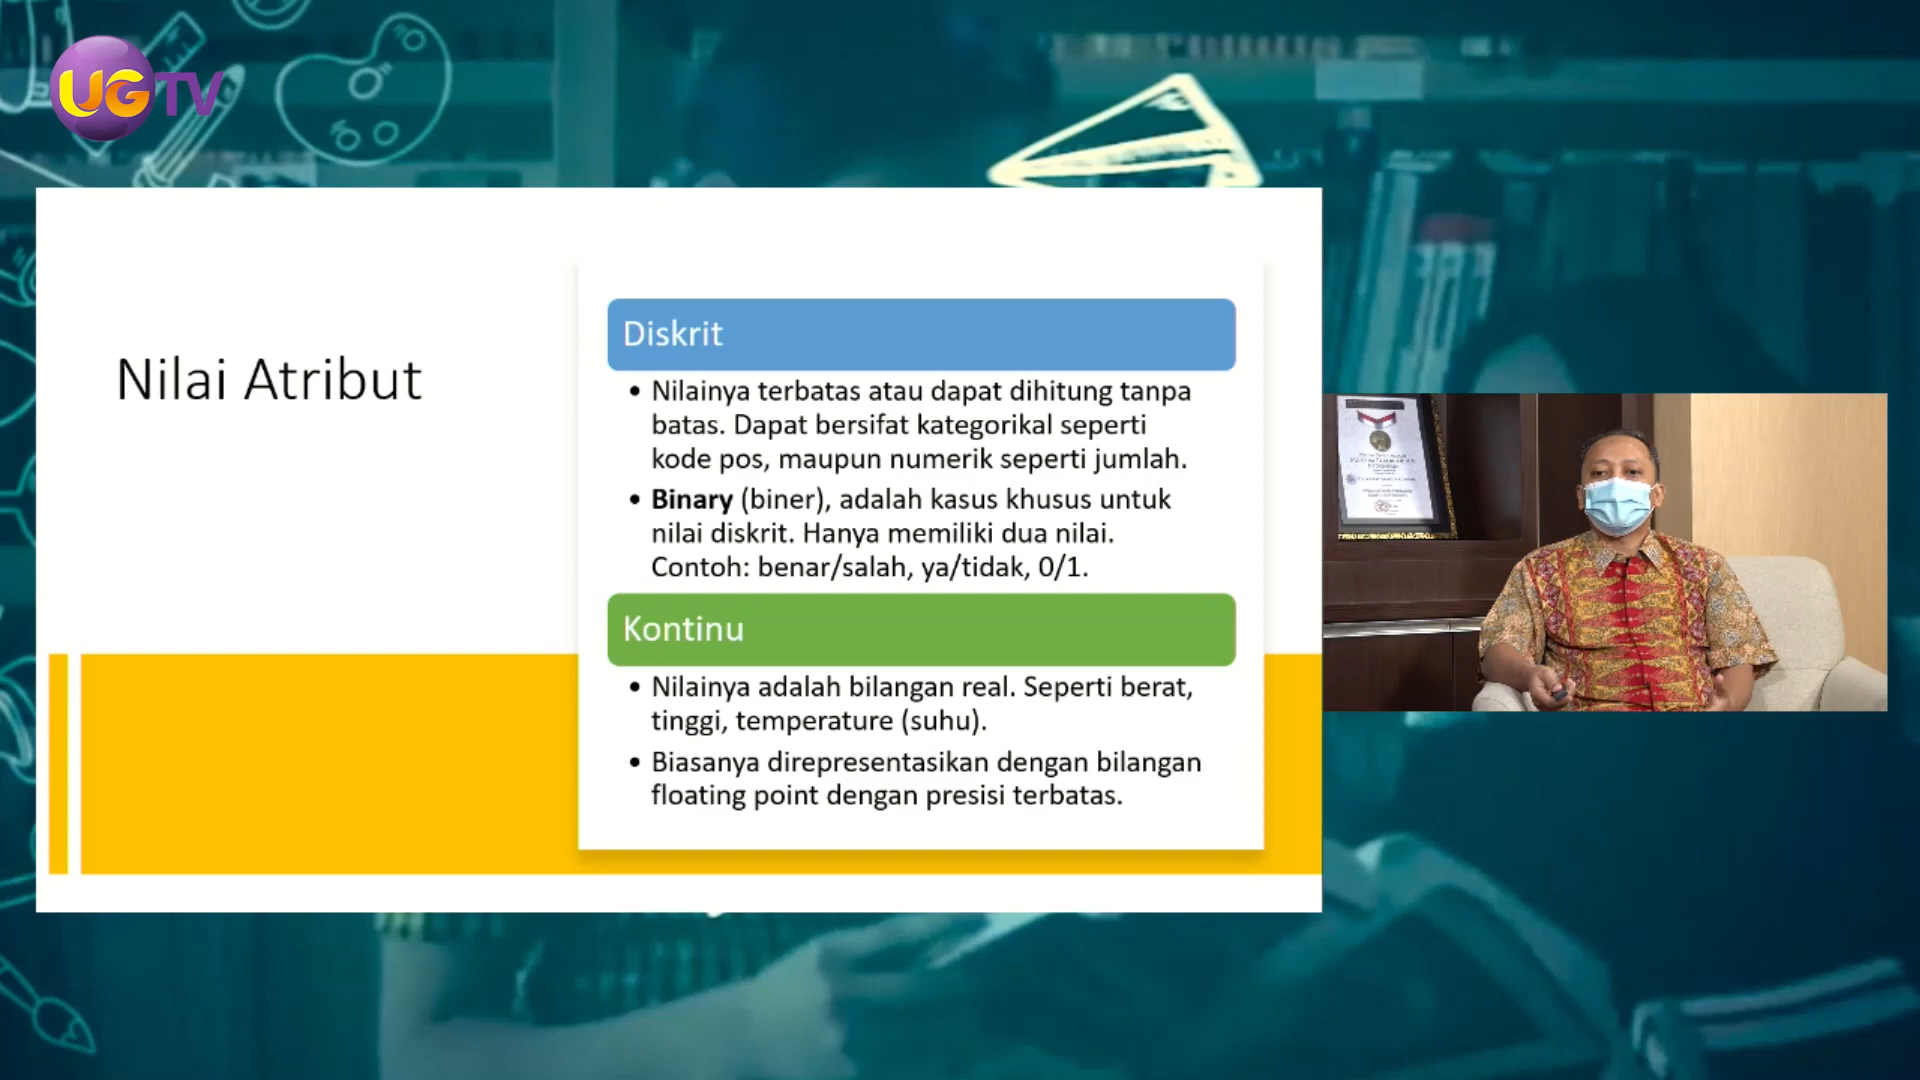 UGTV
Nilai Atribut
Diskrit
• Nilainya terbatas atau dapat dihitung tanpa
batas. Dapat bersifat kategorikal seperti
kode pos, maupun numerik seperti jumlah.
• Binary (biner), adalah kasus khusus untuk
nilai diskrit. Hanya memiliki dua nilai.
Contoh: benar/salah, ya/tidak, 0/1.
Kontinu
• Nilainya adalah bilangan real. Seperti berat,
tinggi, temperature (suhu).
• Biasanya direpresentasikan dengan bilangan
floating point dengan presisi terbatas.